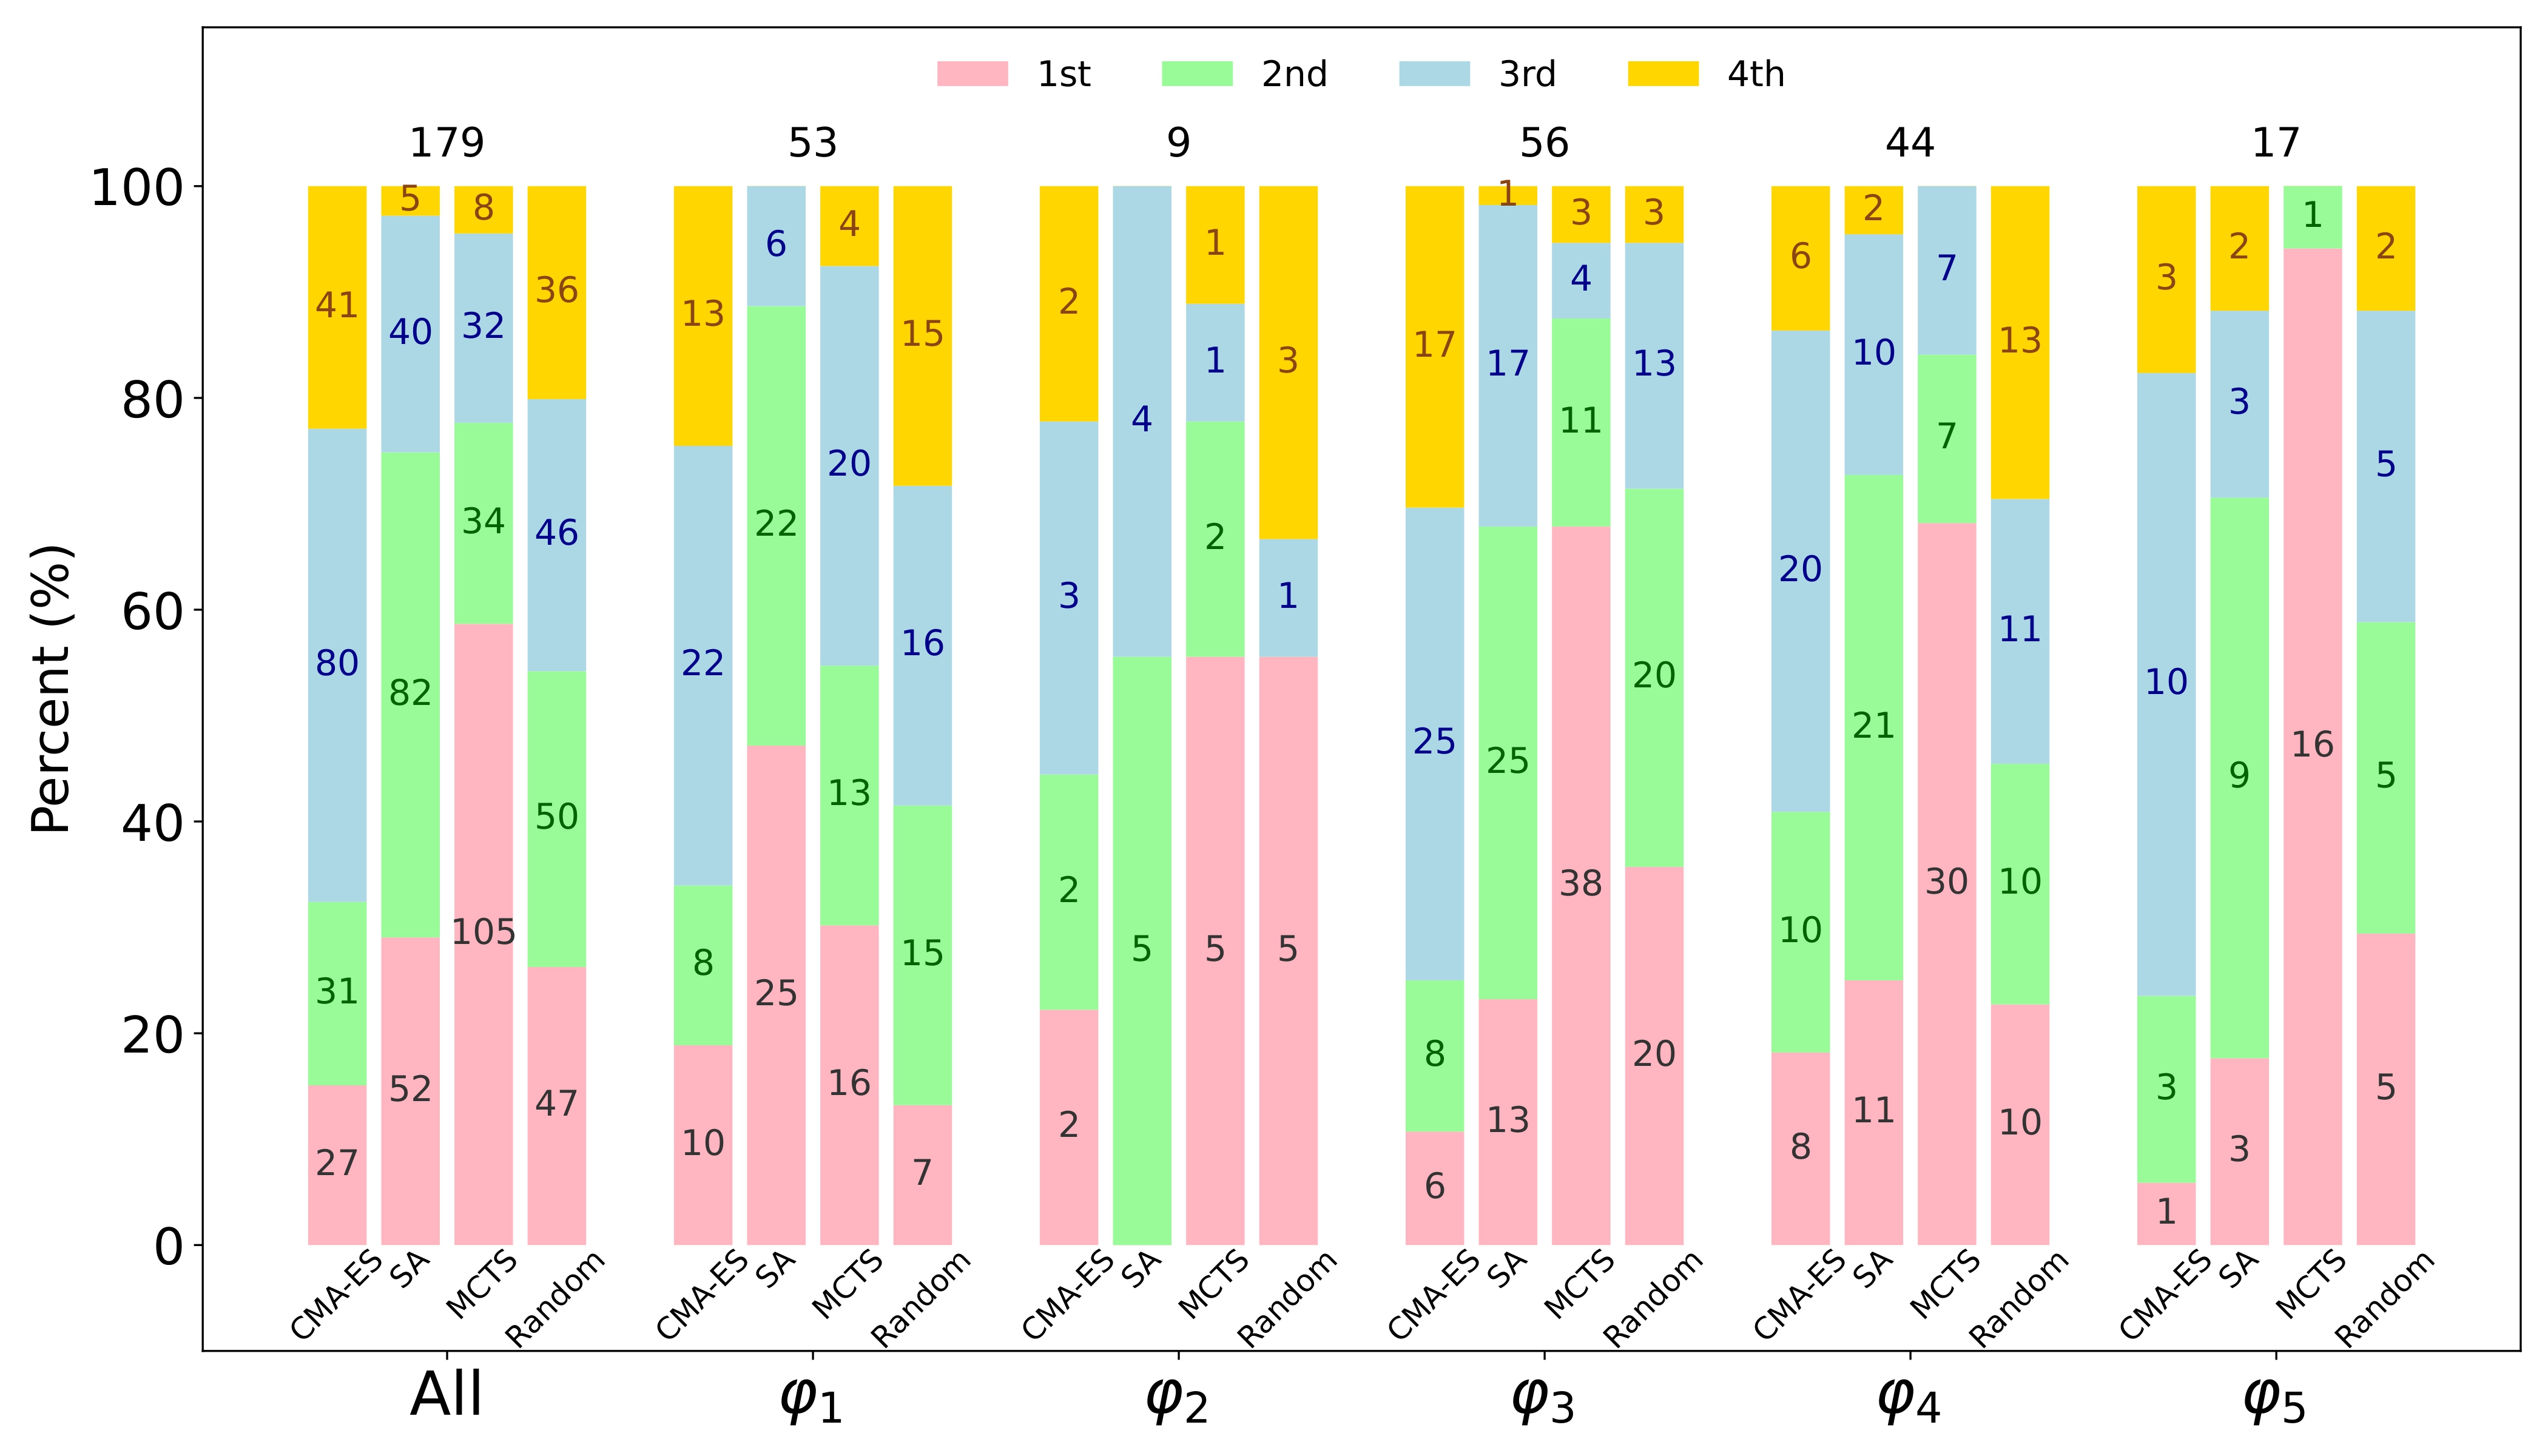 1st 2nd 3rd 4th
179 53 9 56 44 17
Percent (%)
100
80
60
40
20
0
41 80 31 27
5 40 82 52
8 32 34 105
36 46 50 47
13 22 8 10
6 22 25
4 20 13 16
15 16 15 7
2 3 2 2
4 5
1 1 2 5
3 1 5
17 25 8 6
1 17 25 13
3 4 11 38
3 13 20 20
6 20 10 8
2 10 21 11
7 7 30
13 11 10 10
3 10 3 1
2 3 9 3
1 16
2 5 5 5
CMA-ES SA MCTS Random CMA-ES SA MCTS Random CMA-ES SA MCTS Random CMA-ES SA MCTS Random CMA-ES SA MCTS Random CMA-ES SA MCTS Random
All φ1 φ2 φ3 φ4 φ5